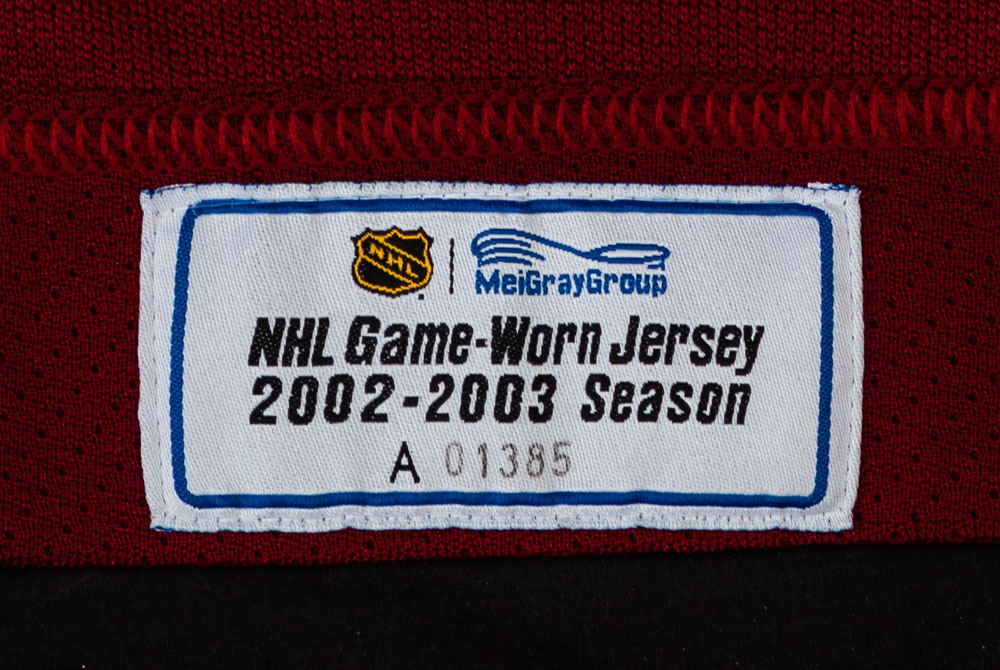 NHL MeiGrayGroup
NHL Game-Worn Jersey
2002-2003 Season
A 01385